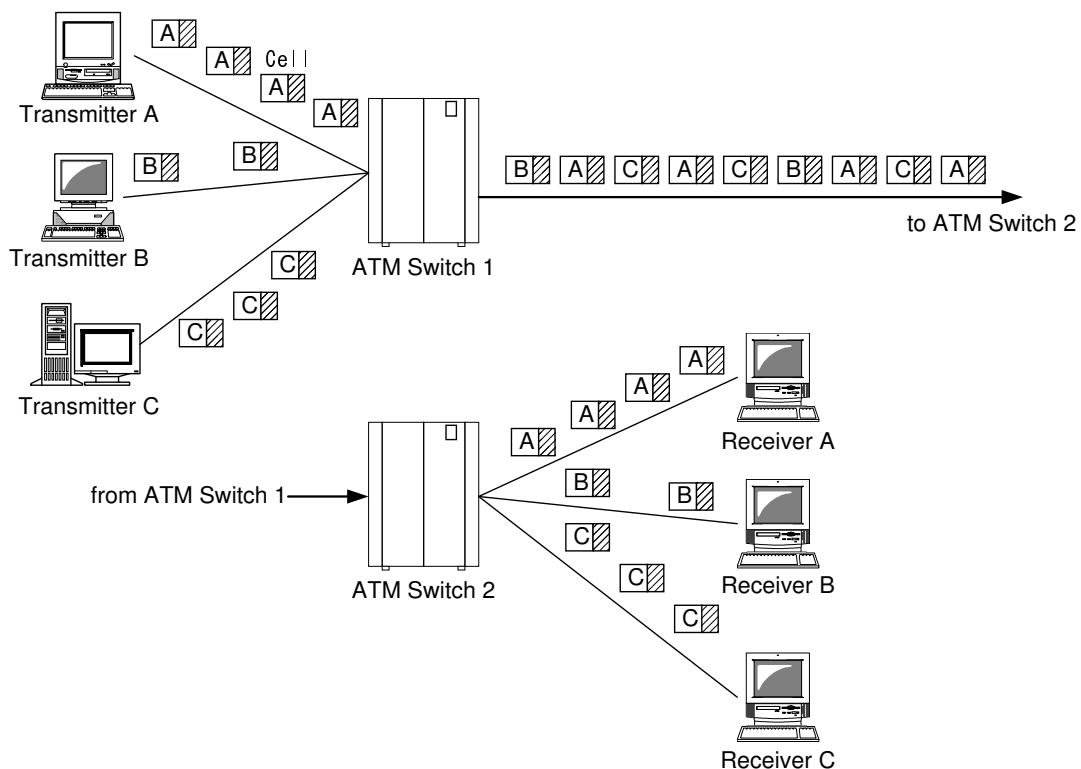 A
A
Cell
A
A
Transmitter A
B
B
Transmitter B
B A C A C B A C A
to ATM Switch 2
ATM Switch 1
C
C
C
Transmitter C
A
A
A
A
Receiver A
from ATM Switch 1
B
B
Receiver B
ATM Switch 2
C
C
C
Receiver C